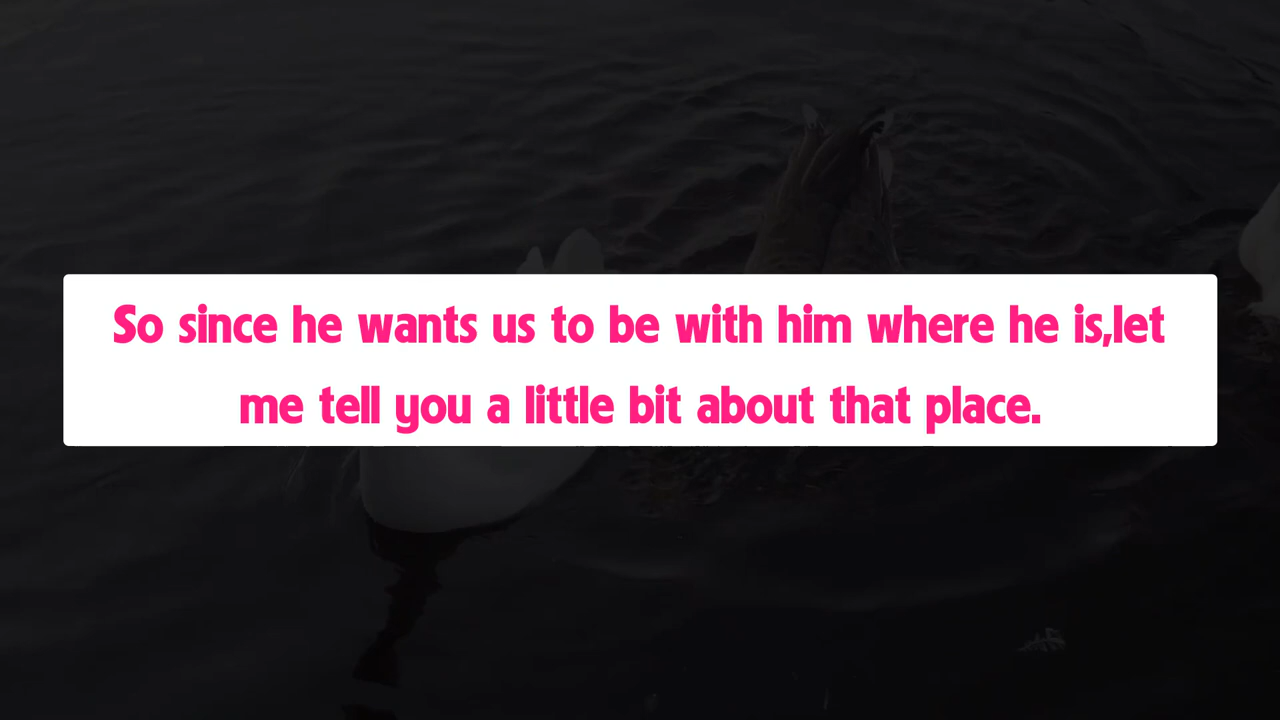 So since he wants us to be with him where he is,let
me tell you a little bit about that place.